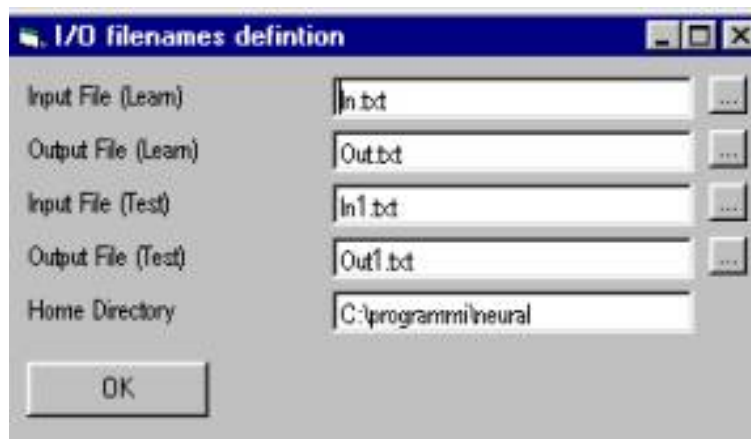 I/O filenames defintion
Input File (Learn) In.txt ...
Output File (Learn) Out.txt ...
Input File (Test) In1.txt ...
Output File (Test) Out1.txt ...
Home Directory C:\programmi\neural
OK